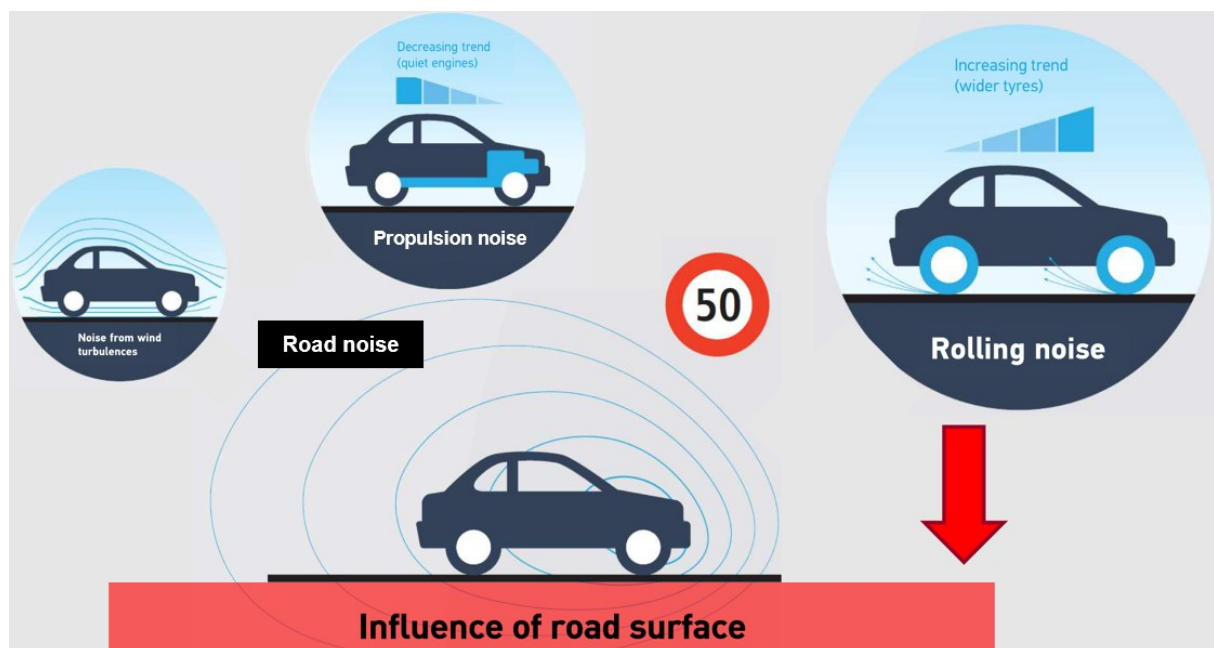 Decreasing trend
(quiet engines)
Propulsion noise
Increasing trend
(wider tyres)
Rolling noise
Noise from wind
turbulences
Road noise
50
Influence of road surface